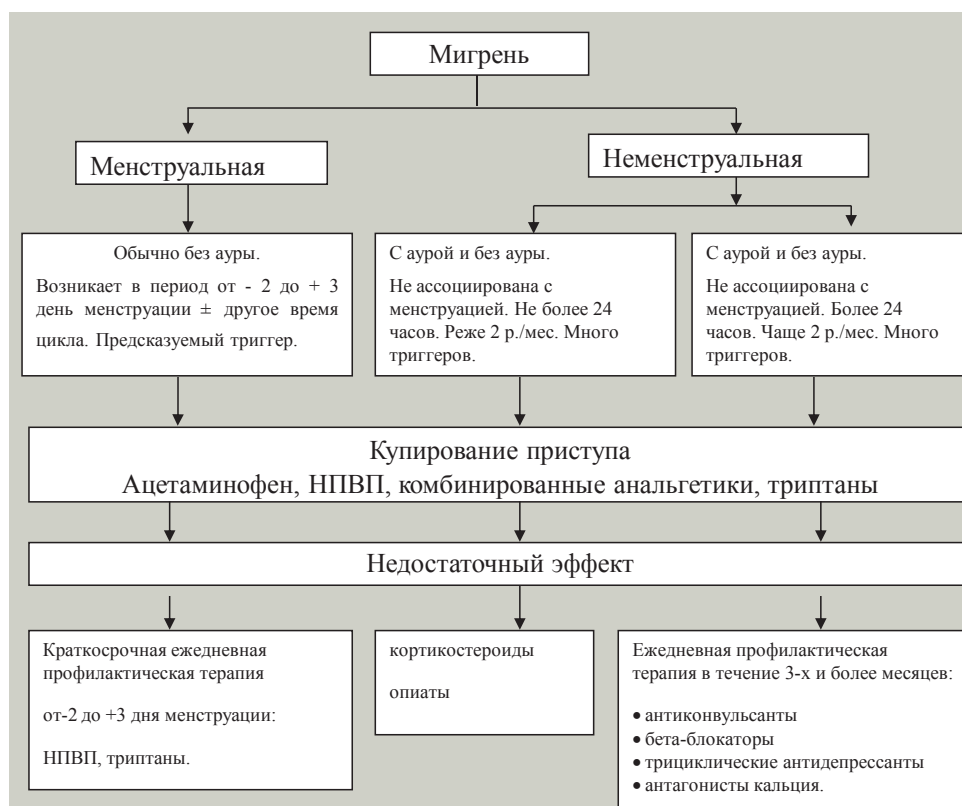 Мигрень
Менструальная
Неменструальная
Обычно без ауры.
Возникает в период от - 2 до + 3
день менструации ± другое время
цикла. Предсказуемый триггер.
С аурой и без ауры.
Не ассоциирована с
менструацией. Не более 24
часов. Реже 2 р./мес. Много
триггеров.
С аурой и без ауры.
Не ассоциирована с
менструацией. Более 24
часов. Чаще 2 р./мес. Много
триггеров.
Купирование приступа
Ацетаминофен, НПВП, комбинированные анальгетики, триптаны
Недостаточный эффект
Краткосрочная ежедневная
профилактическая терапия
от-2 до +3 дня менструации:
НПВП, триптаны.
кортикостероиды
опиаты
Ежедневная профилактическая
терапия в течение 3-х и более месяцев:
• антиконвульсанты
• бета-блокаторы
• трициклические антидепрессанты
• антагонисты кальция.